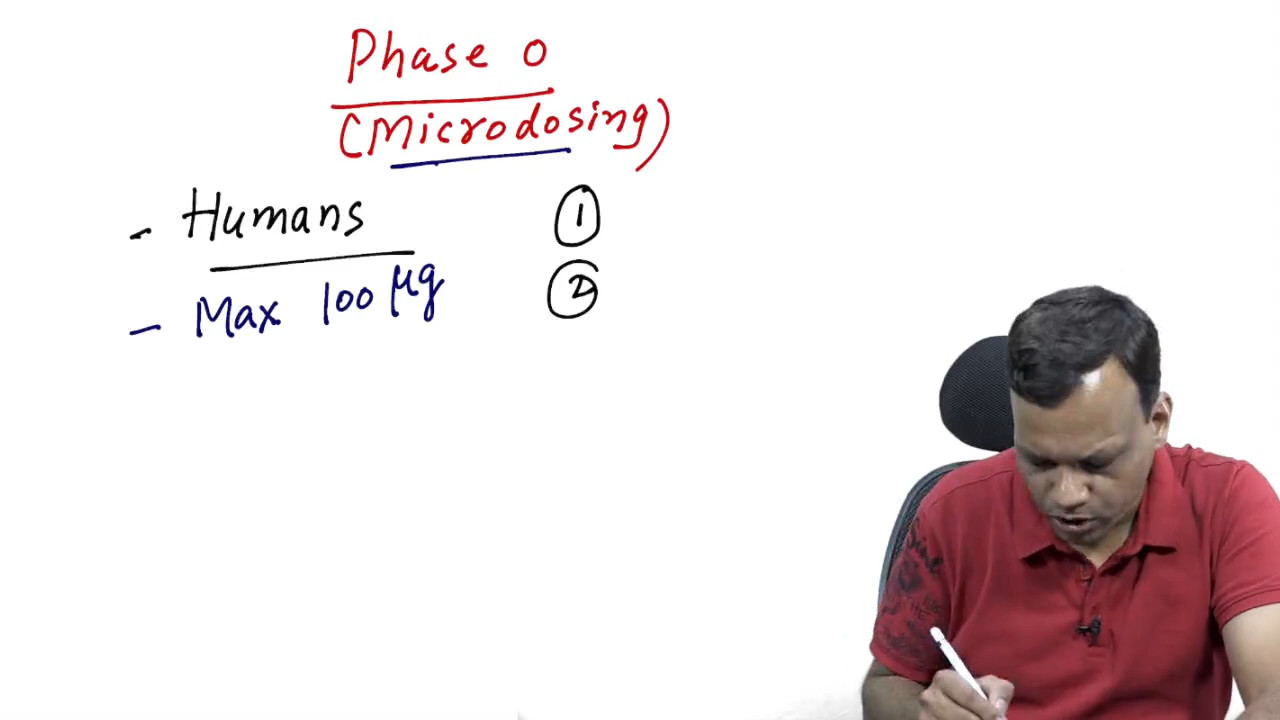 Phase 0
(Microdosing)
- Humans ①
- Max 100 μg ②